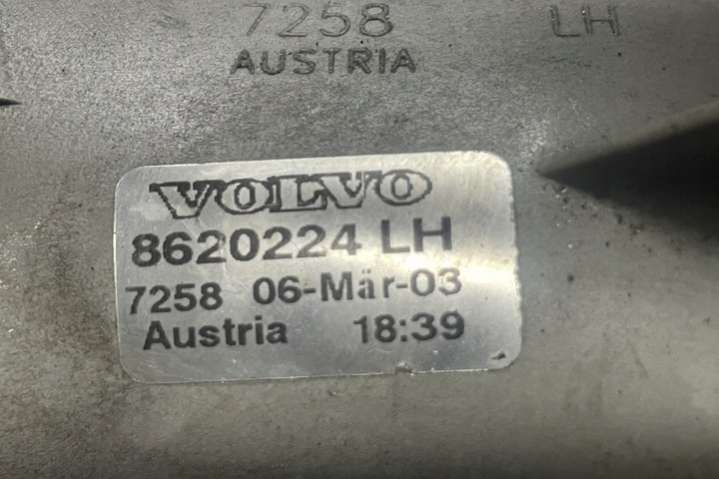 7258 LH
AUSTRIA
VOLVO
8620224 LH
7258 06-Mär-03
Austria 18:39